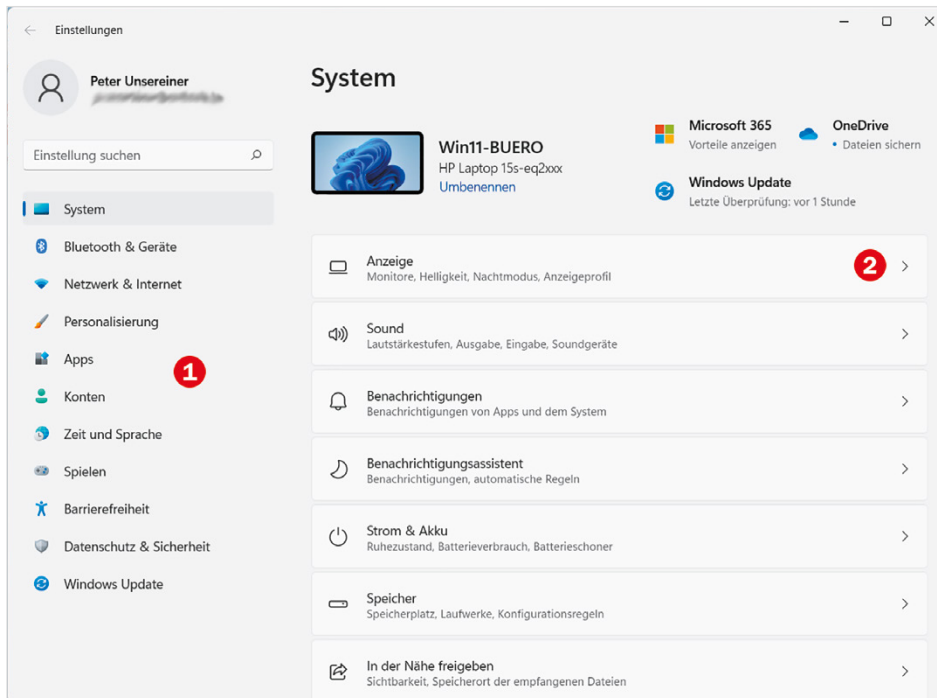 Einstellungen
Peter Unsereiner
Einstellung suchen
System
Bluetooth & Geräte
Netzwerk & Internet
Personalisierung
Apps
1
Konten
Zeit und Sprache
Spielen
Barrierefreiheit
Datenschutz & Sicherheit
Windows Update
System
Win11-BUERO
HP Laptop 15s-eq2xxx
Umbenennen
Microsoft 365
Vorteile anzeigen
OneDrive
• Dateien sichern
Windows Update
Letzte Überprüfung: vor 1 Stunde
Anzeige
Monitore, Helligkeit, Nachtmodus, Anzeigeprofil
2
Sound
Lautstärkestufen, Ausgabe, Eingabe, Soundgeräte
Benachrichtigungen
Benachrichtigungen von Apps und dem System
Benachrichtigungsassistent
Benachrichtigungen, automatische Regeln
Strom & Akku
Ruhezustand, Batterieverbrauch, Batterieschoner
Speicher
Speicherplatz, Laufwerke, Konfigurationsregeln
In der Nähe freigeben
Sichtbarkeit, Speicherort der empfangenen Dateien